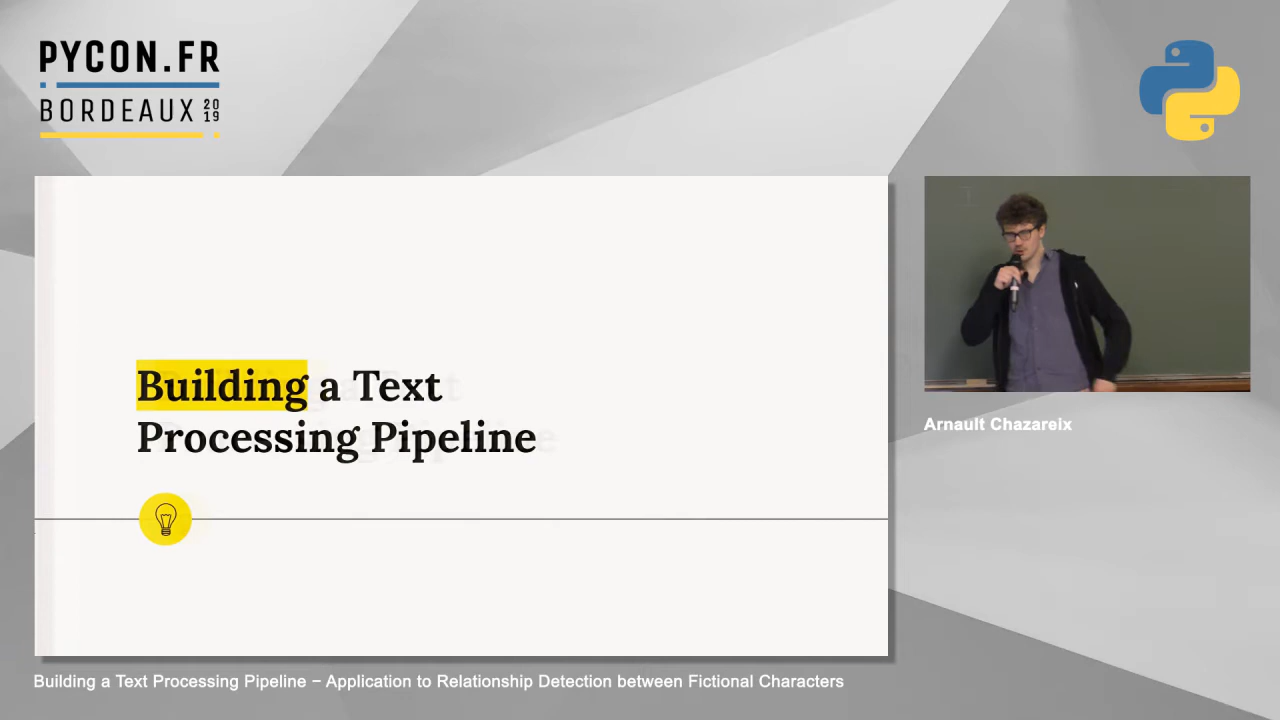 PYCON.FR
BORDEAUX 2019
Building a Text
Processing Pipeline
Arnault Chazareix
Building a Text Processing Pipeline – Application to Relationship Detection between Fictional Characters